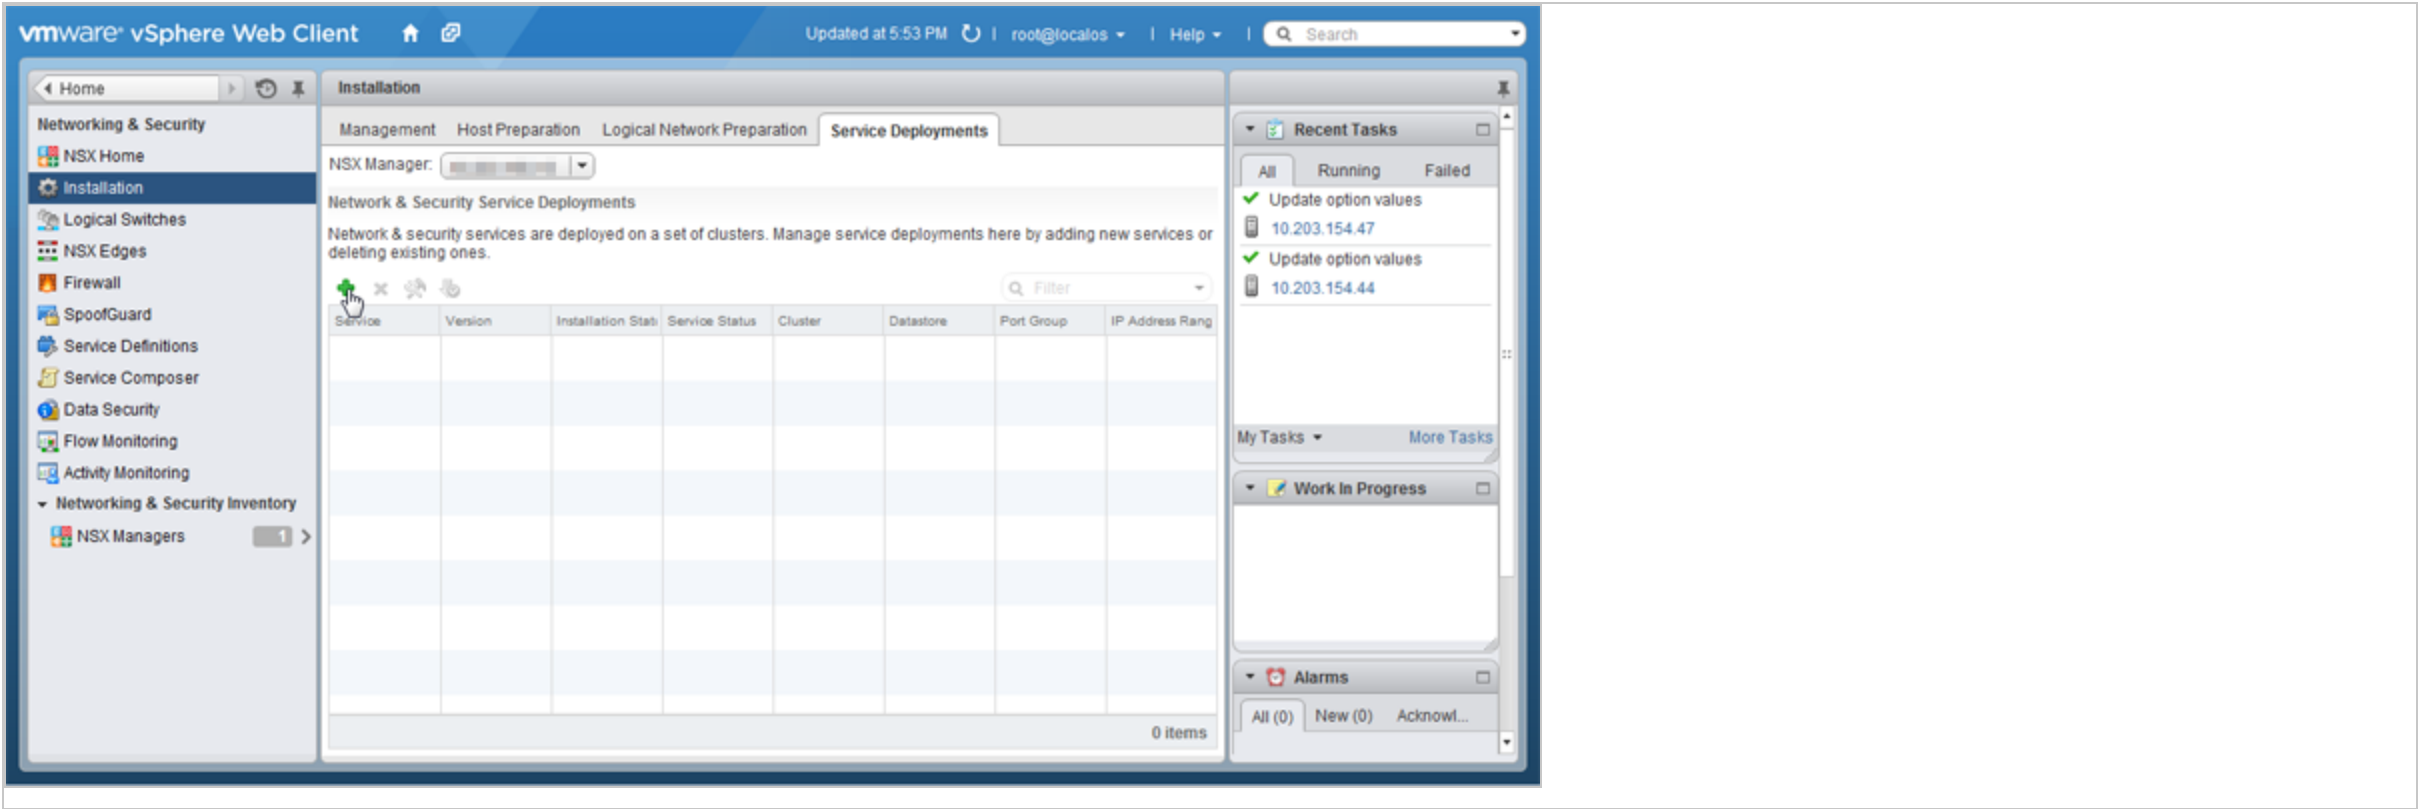 vmware vSphere Web Client
Updated at 5:53 PM | root@localos | Help | Search
Home
Networking & Security
NSX Home
Installation
Logical Switches
NSX Edges
Firewall
SpoofGuard
Service Definitions
Service Composer
Data Security
Flow Monitoring
Activity Monitoring
Networking & Security Inventory
NSX Managers 1
Installation
Management Host Preparation Logical Network Preparation Service Deployments
NSX Manager:
Network & Security Service Deployments
Network & security services are deployed on a set of clusters. Manage service deployments here by adding new services or
deleting existing ones.
Filter
Service Version Installation Stat Service Status Cluster Datastore Port Group IP Address Rang
0 items
Recent Tasks
All Running Failed
Update option values
10.203.154.47
Update option values
10.203.154.44
My Tasks More Tasks
Work In Progress
Alarms
All (0) New (0) Acknowl...